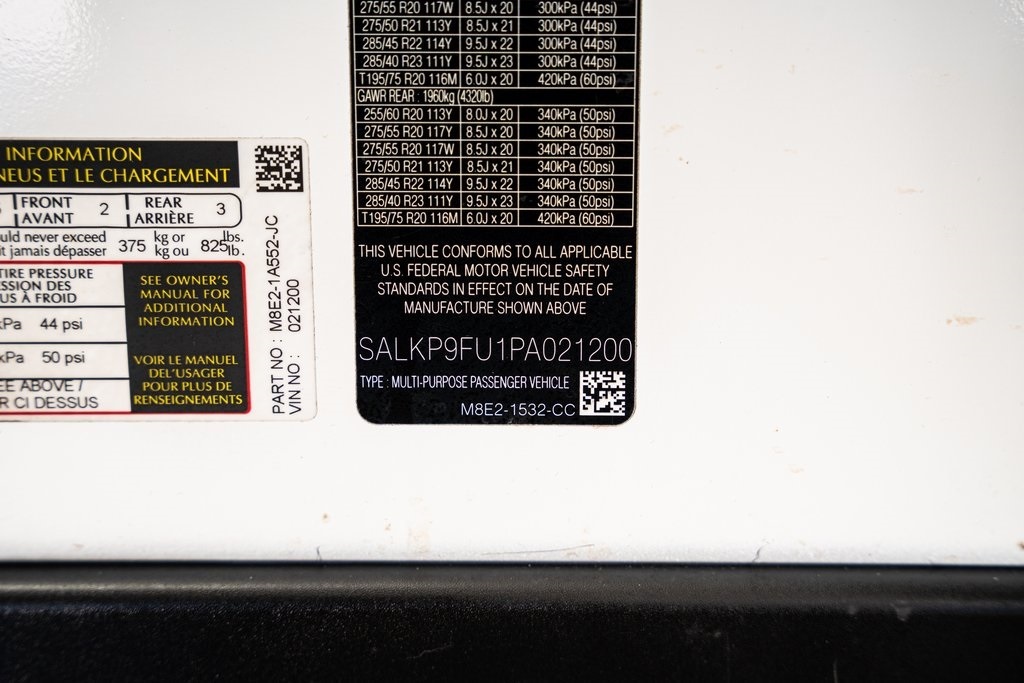 INFORMATION
NEUS ET LE CHARGEMENT
FRONT 2 REAR 3
AVANT ARRIÈRE
never exceed 375 kg or 825 lbs.
jamais dépasser kg ou lb.
TIRE PRESSURE
DES
À FROID
kPa 44 psi
kPa 50 psi
ABOVE /
CI DESSUS
SEE OWNER'S
MANUAL FOR
ADDITIONAL
INFORMATION
VOIR LE MANUEL
DEL'USAGER
POUR PLUS DE
RENSEIGNEMENTS
PART NO : M8E2-1A552-JC
VIN NO : 021200
275/55 R20 117W 8.5J x 20 300kPa (44psi)
275/50 R21 113Y 8.5J x 21 300kPa (44psi)
285/45 R22 114Y 9.5J x 22 300kPa (44psi)
285/40 R23 111Y 9.5J x 23 300kPa (44psi)
T195/75 R20 116M 6.0J x 20 420kPa (60psi)
GAWR REAR : 1960kg (4320lb)
255/60 R20 113Y 8.0J x 20 340kPa (50psi)
275/55 R20 117Y 8.5J x 20 340kPa (50psi)
275/55 R20 117W 8.5J x 20 340kPa (50psi)
275/50 R21 113Y 8.5J x 21 340kPa (50psi)
285/45 R22 114Y 9.5J x 22 340kPa (50psi)
285/40 R23 111Y 9.5J x 23 340kPa (50psi)
T195/75 R20 116M 6.0J x 20 420kPa (60psi)
THIS VEHICLE CONFORMS TO ALL APPLICABLE
U.S. FEDERAL MOTOR VEHICLE SAFETY
STANDARDS IN EFFECT ON THE DATE OF
MANUFACTURE SHOWN ABOVE
SALKP9FU1PA021200
TYPE : MULTI-PURPOSE PASSENGER VEHICLE
M8E2-1532-CC